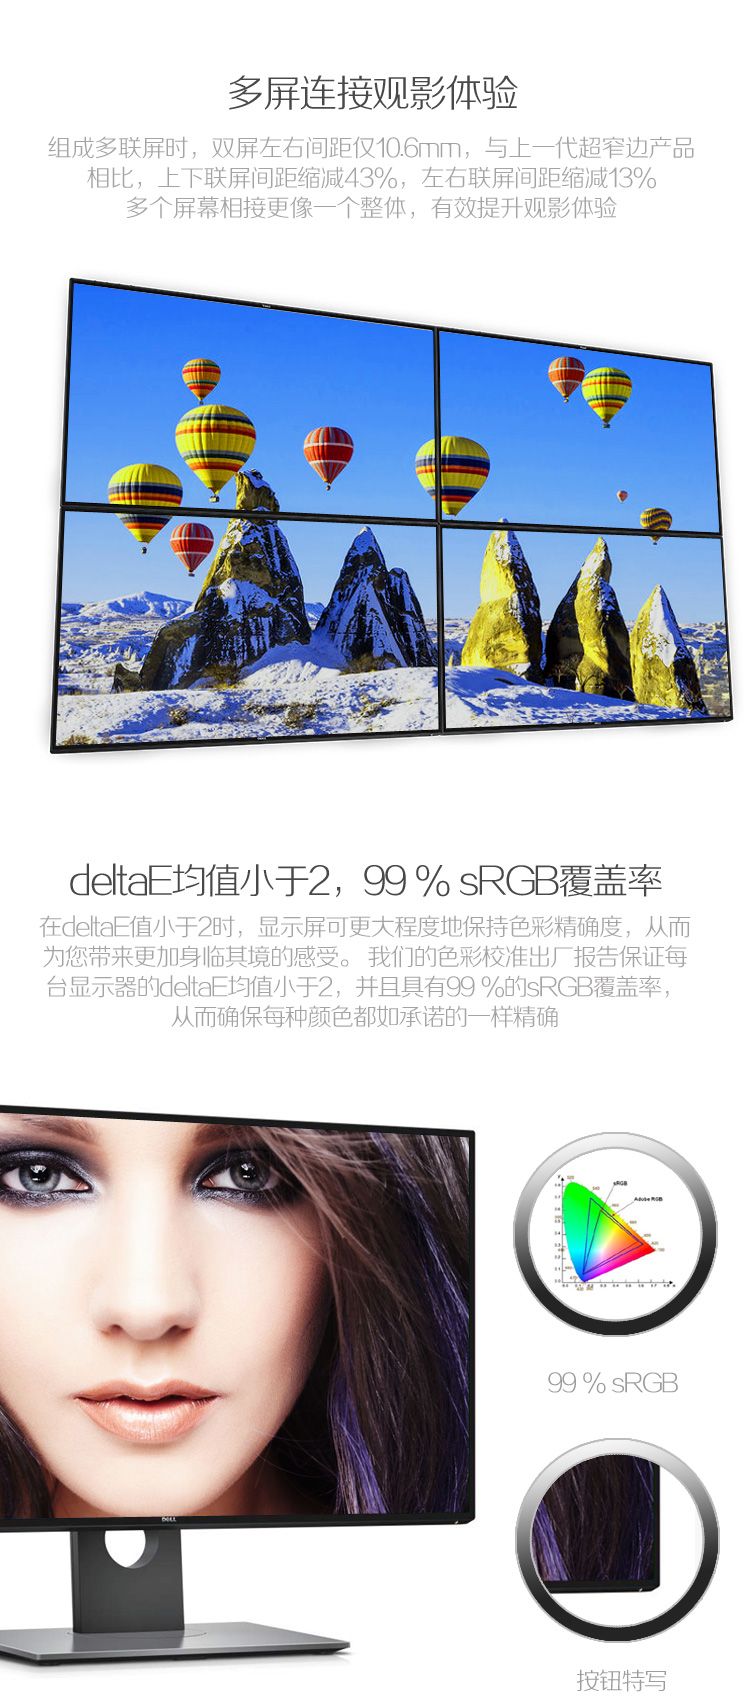 多屏连接观影体验
组成多联屏时，双屏左右间距仅10.6mm，与上一代超窄边产品
相比，上下联屏间距缩减43%，左右联屏间距缩减13%
多个屏幕相接更像一个整体，有效提升观影体验
deltaE均值小于2，99 % sRGB覆盖率
在deltaE值小于2时，显示屏可更大程度地保持色彩精确度，从而
为您带来更加身临其境的感受。 我们的色彩校准出厂报告保证每
台显示器的deltaE均值小于2，并且具有99 %的sRGB覆盖率，
从而确保每种颜色都如承诺的一样精确
sRGB
Adobe RGB
99 % sRGB
DELL
按钮特写